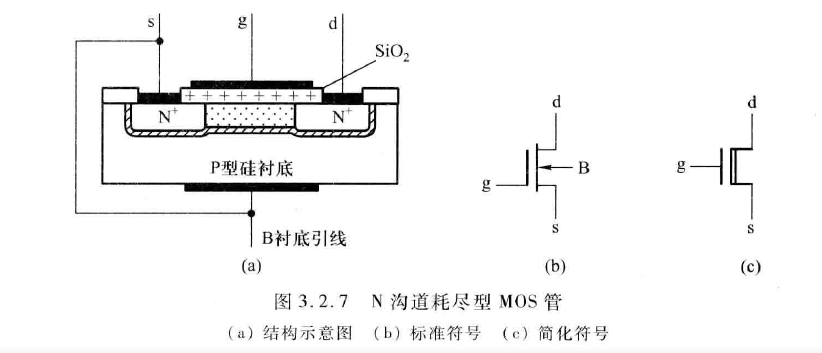 s g d
SiO₂
+ + + + + + + +
N⁺ N⁺
P型硅衬底
B衬底引线
(a)
d
g B
s
(b)
d
g
s
(c)
图 3.2.7 N 沟道耗尽型 MOS 管
(a) 结构示意图 (b) 标准符号 (c) 简化符号